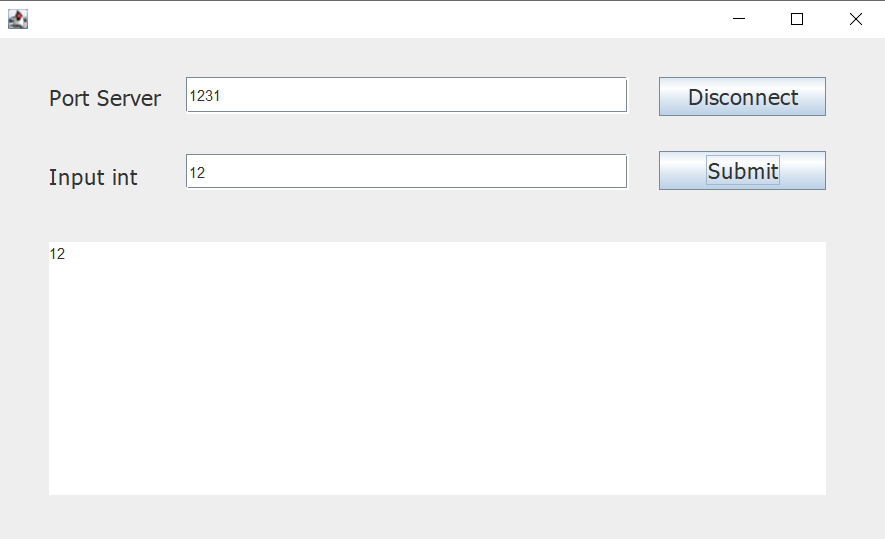 Port Server 1231 Disconnect
Input int 12 Submit
12